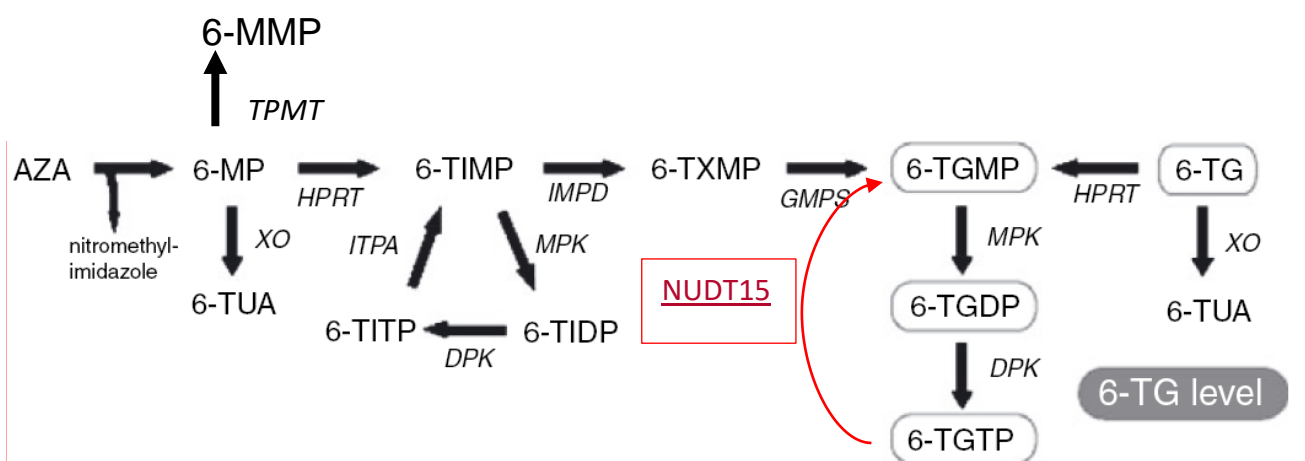 6-MMP
TPMT
AZA
6-MP
6-TIMP
6-TXMP
6-TGMP
6-TG
HPRT
IMPD
GMPS
HPRT
nitromethyl-
imidazole
XO
ITPA
MPK
MPK
XO
NUDT15
6-TUA
6-TITP
6-TIDP
6-TGDP
6-TUA
DPK
DPK
6-TG level
6-TGTP